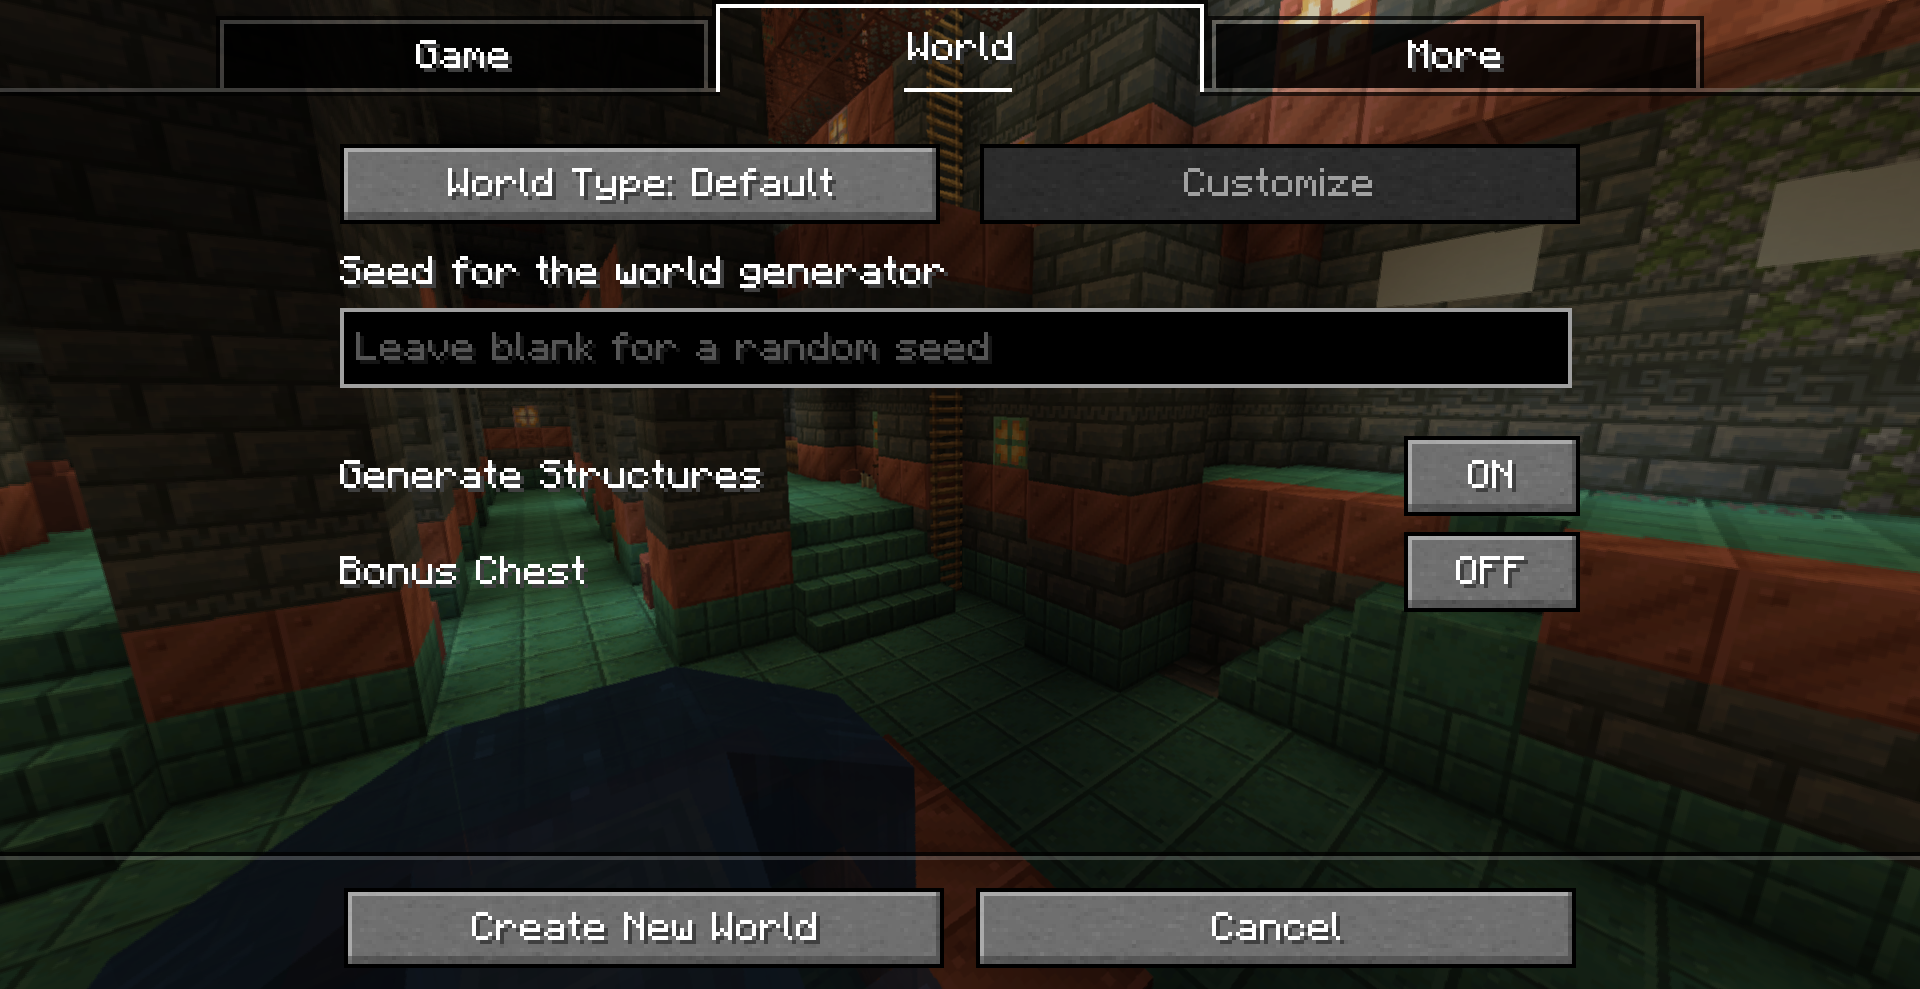 Game
World
More
World Type: Default
Customize
Seed for the world generator
Leave blank for a random seed
Generate Structures
ON
Bonus Chest
OFF
Create New World
Cancel